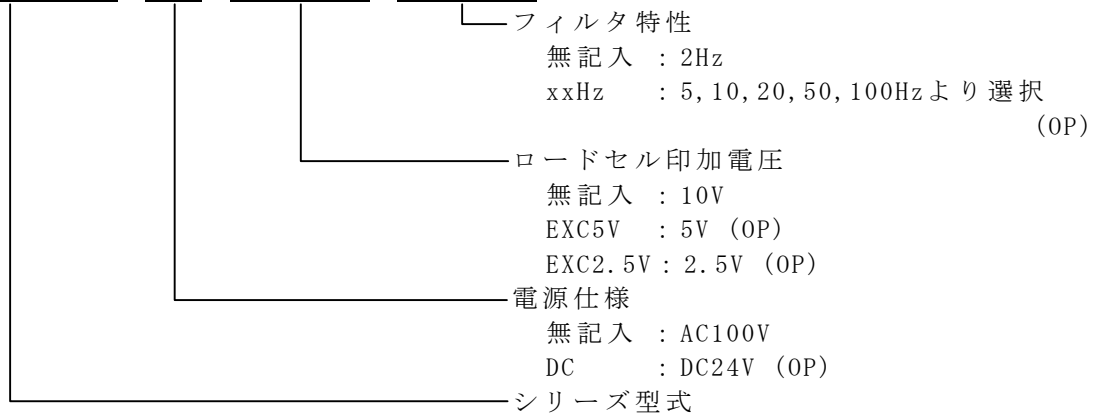 フィルタ特性
無記入 : 2Hz
xxHz : 5,10,20,50,100Hzより選択
(OP)
ロードセル印加電圧
無記入 : 10V
EXC5V : 5V (OP)
EXC2.5V : 2.5V (OP)
電源仕様
無記入 : AC100V
DC : DC24V (OP)
シリーズ型式